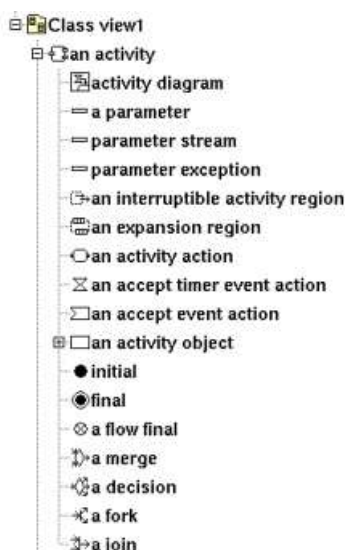 Class view1
an activity
activity diagram
a parameter
parameter stream
parameter exception
an interruptible activity region
an expansion region
an activity action
an accept timer event action
an accept event action
an activity object
initial
final
a flow final
a merge
a decision
a fork
a join